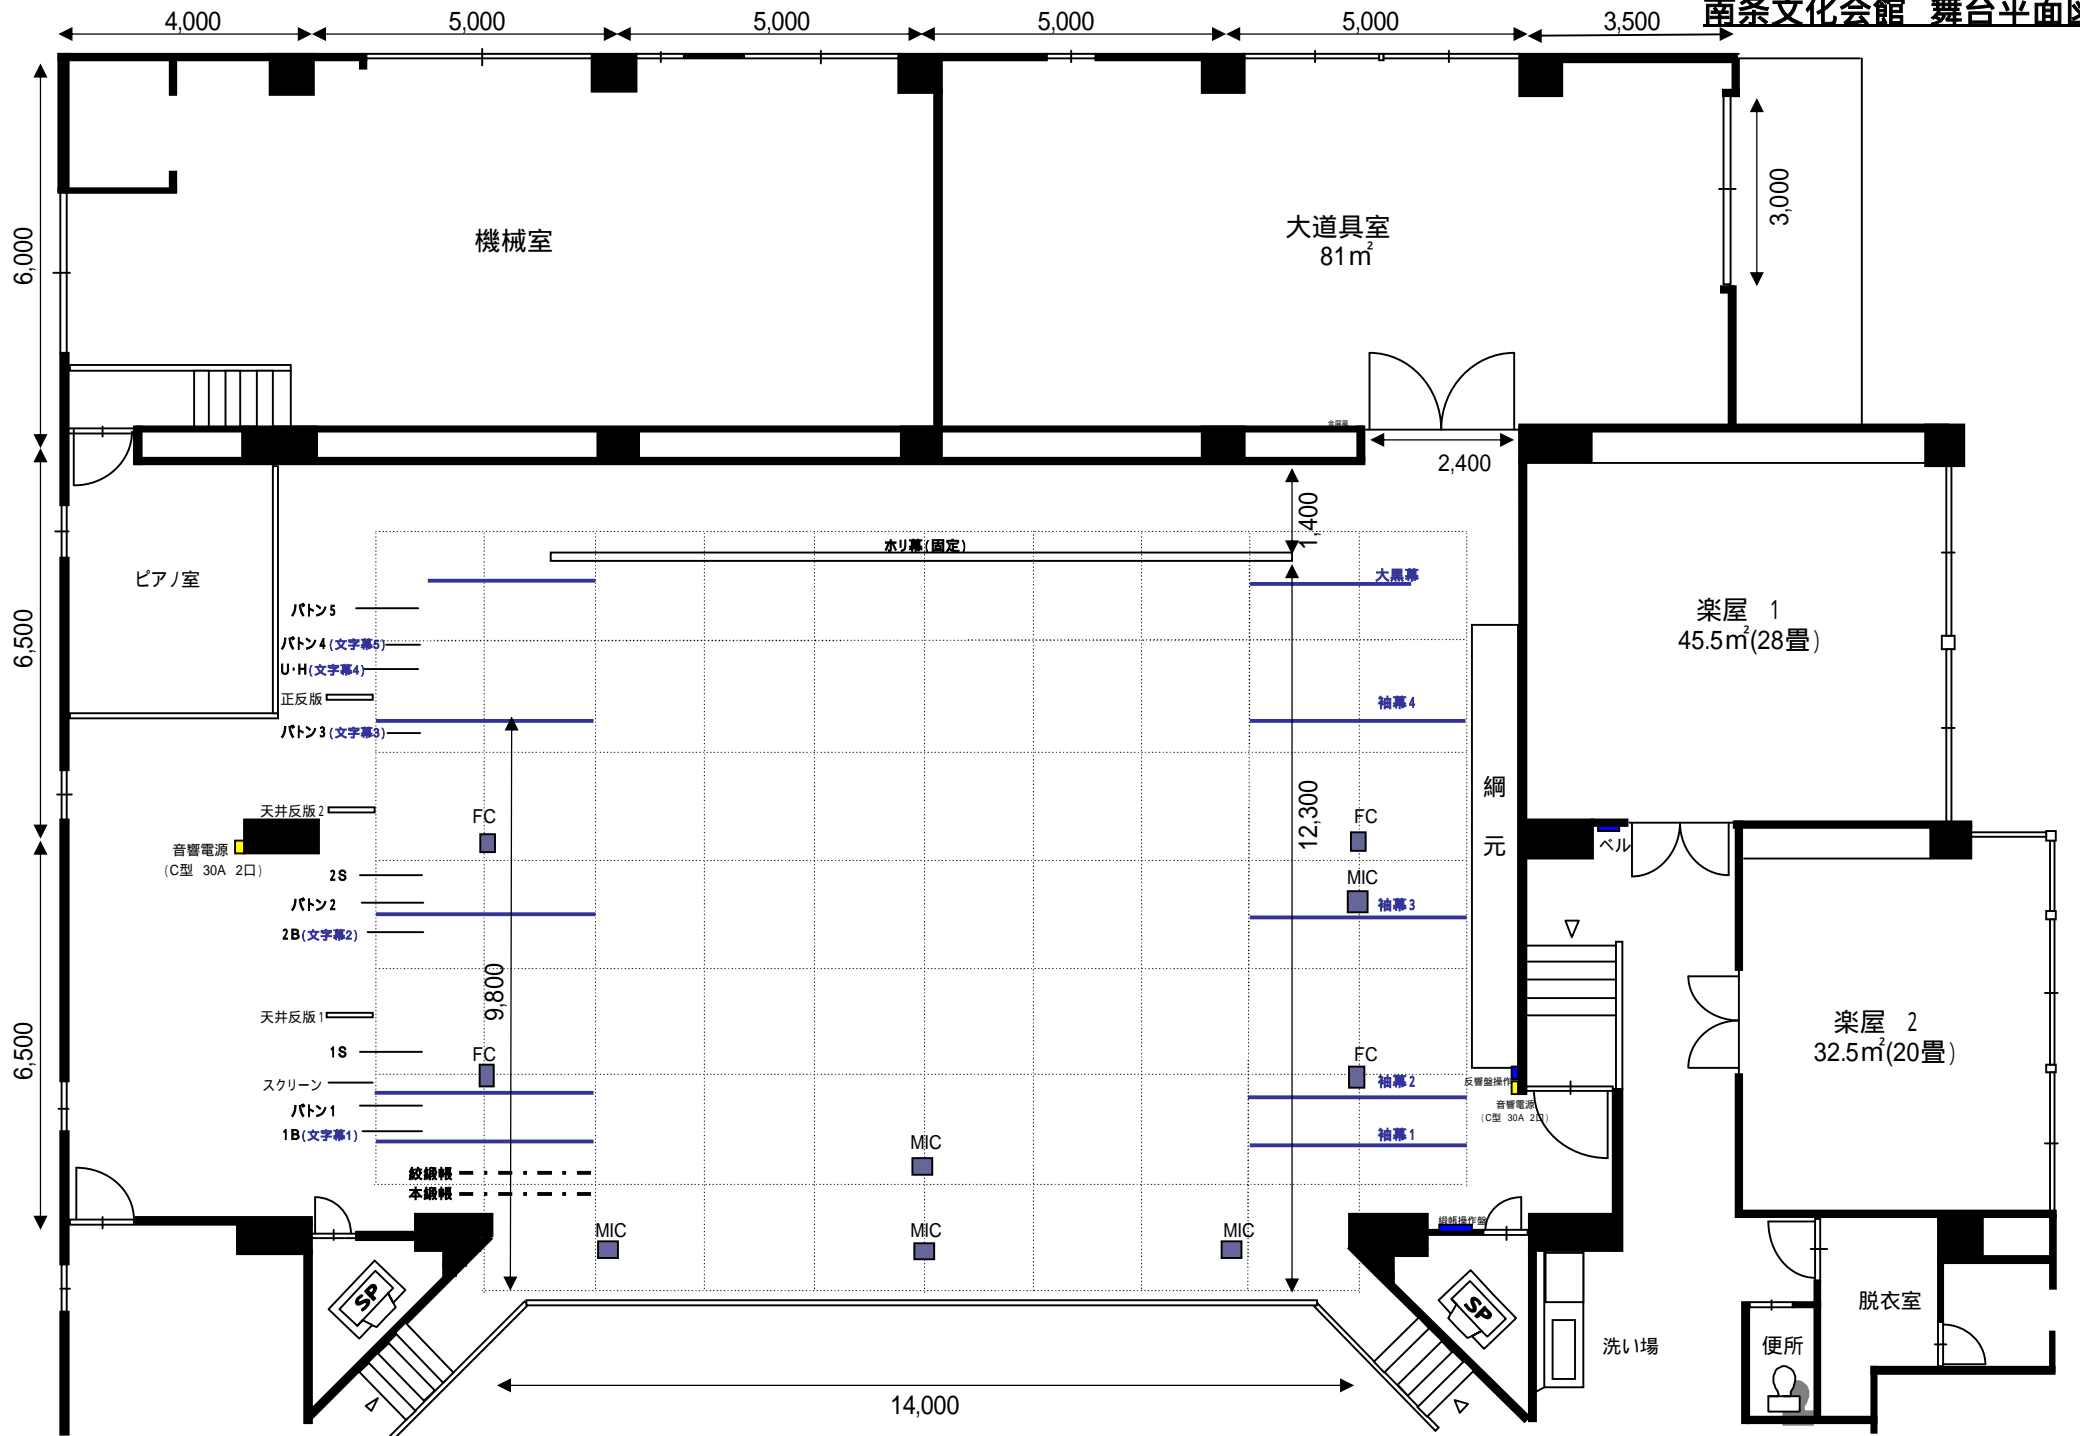 南条文化会館 舞台平面図
4,000
5,000
5,000
5,000
5,000
3,500
6,000
6,500
6,500
3,000
機械室
大道具室
81㎡
2,400
1,400
ホリ幕(固定)
大黒幕
ピアノ室
バトン5
バトン4(文字幕5)
U・H(文字幕4)
正反版
バトン3(文字幕3)
袖幕4
楽屋 1
45.5㎡(28畳)
綱
元
12,300
天井反版2
FC
FC
音響電源
(C型 30A 2口)
ベル
2S
MIC
バトン2
袖幕3
2B(文字幕2)
9,800
天井反版1
1S
FC
FC
スクリーン
袖幕2
反響盤操作
バトン1
音響電源
(C型 30A 2口)
1B(文字幕1)
袖幕1
楽屋 2
32.5㎡(20畳)
MIC
絞緞帳
本緞帳
MIC
MIC
MIC
SP
SP
脱衣室
便所
洗い場
14,000
2